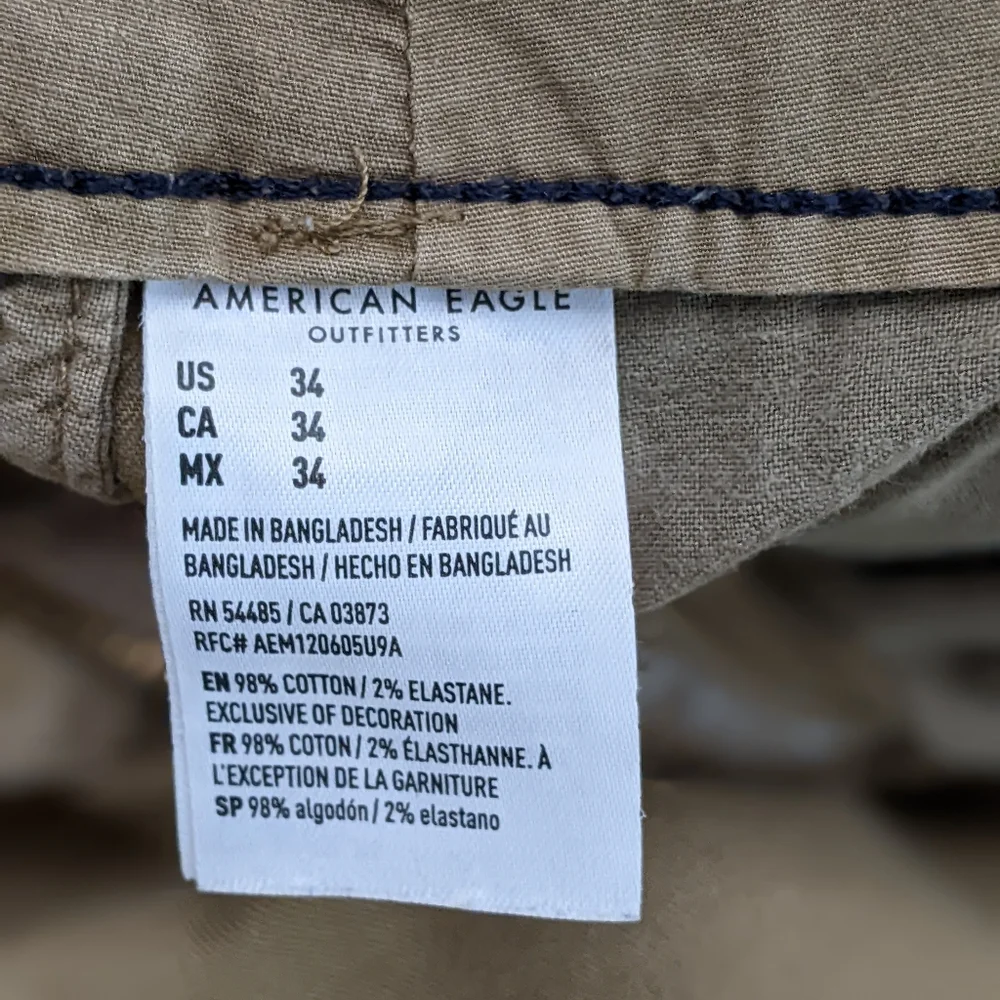 AMERICAN EAGLE
OUTFITTERS
US 34
CA 34
MX 34
MADE IN BANGLADESH / FABRIQUÉ AU
BANGLADESH / HECHO EN BANGLADESH
RN 54485 / CA 03873
RFC# AEM120605U9A
EN 98% COTTON / 2% ELASTANE.
EXCLUSIVE OF DECORATION
FR 98% COTON / 2% ÉLASTHANNE. À
L'EXCEPTION DE LA GARNITURE
SP 98% algodón / 2% elastano